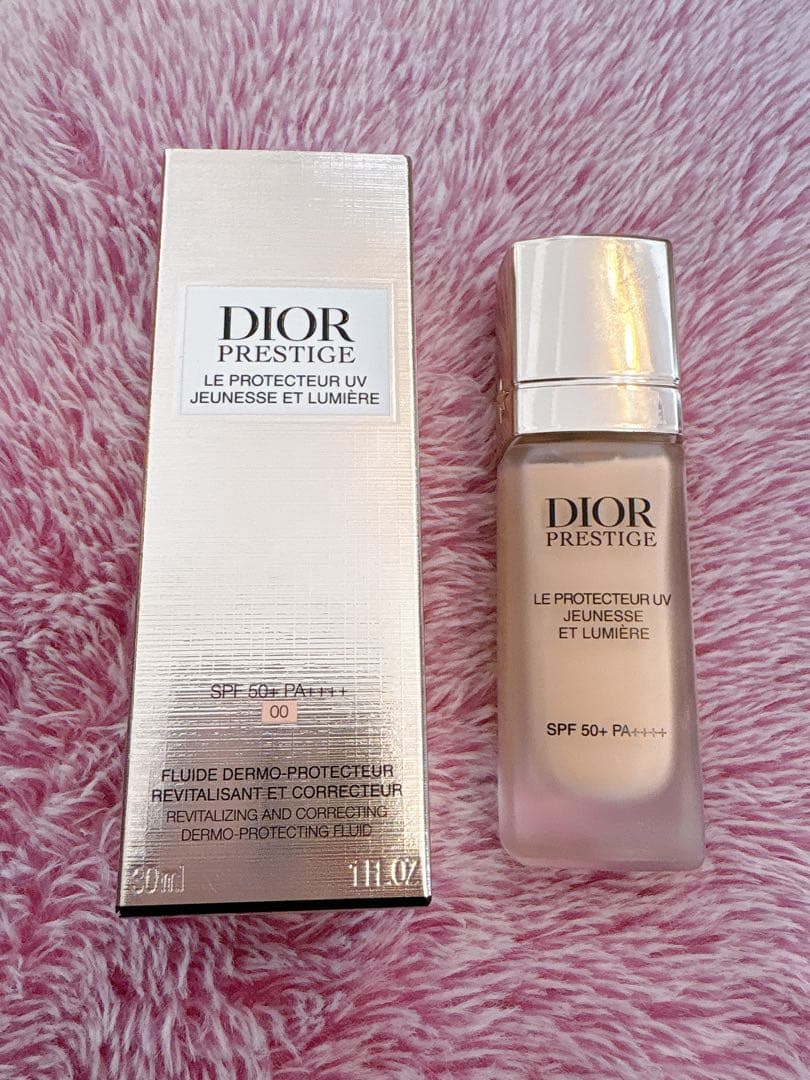 DIOR
PRESTIGE
LE PROTECTEUR UV
JEUNESSE ET LUMIÈRE
SPF 50+ PA++++
00
FLUIDE DERMO-PROTECTEUR
REVITALISANT ET CORRECTEUR
REVITALIZING AND CORRECTING
DERMO-PROTECTING FLUID
30ml 1 fl.oz
DIOR
PRESTIGE
LE PROTECTEUR UV
JEUNESSE
ET LUMIÈRE
SPF 50+ PA++++